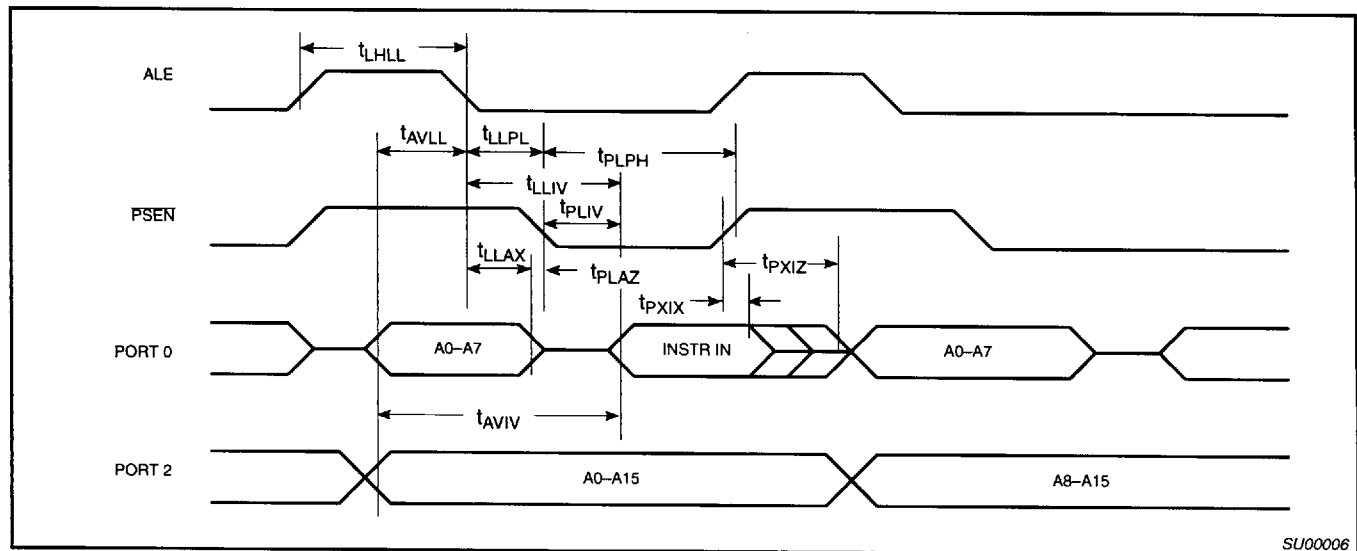 tLHLL
ALE
tAVLL
tLLPL
tPLPH
tLLIV
PSEN
tPLIV
tLLAX
tPLAZ
tPXIZ
tPXIX
PORT 0
A0–A7
INSTR IN
A0–A7
tAVIV
PORT 2
A0–A15
A8–A15
SU00006